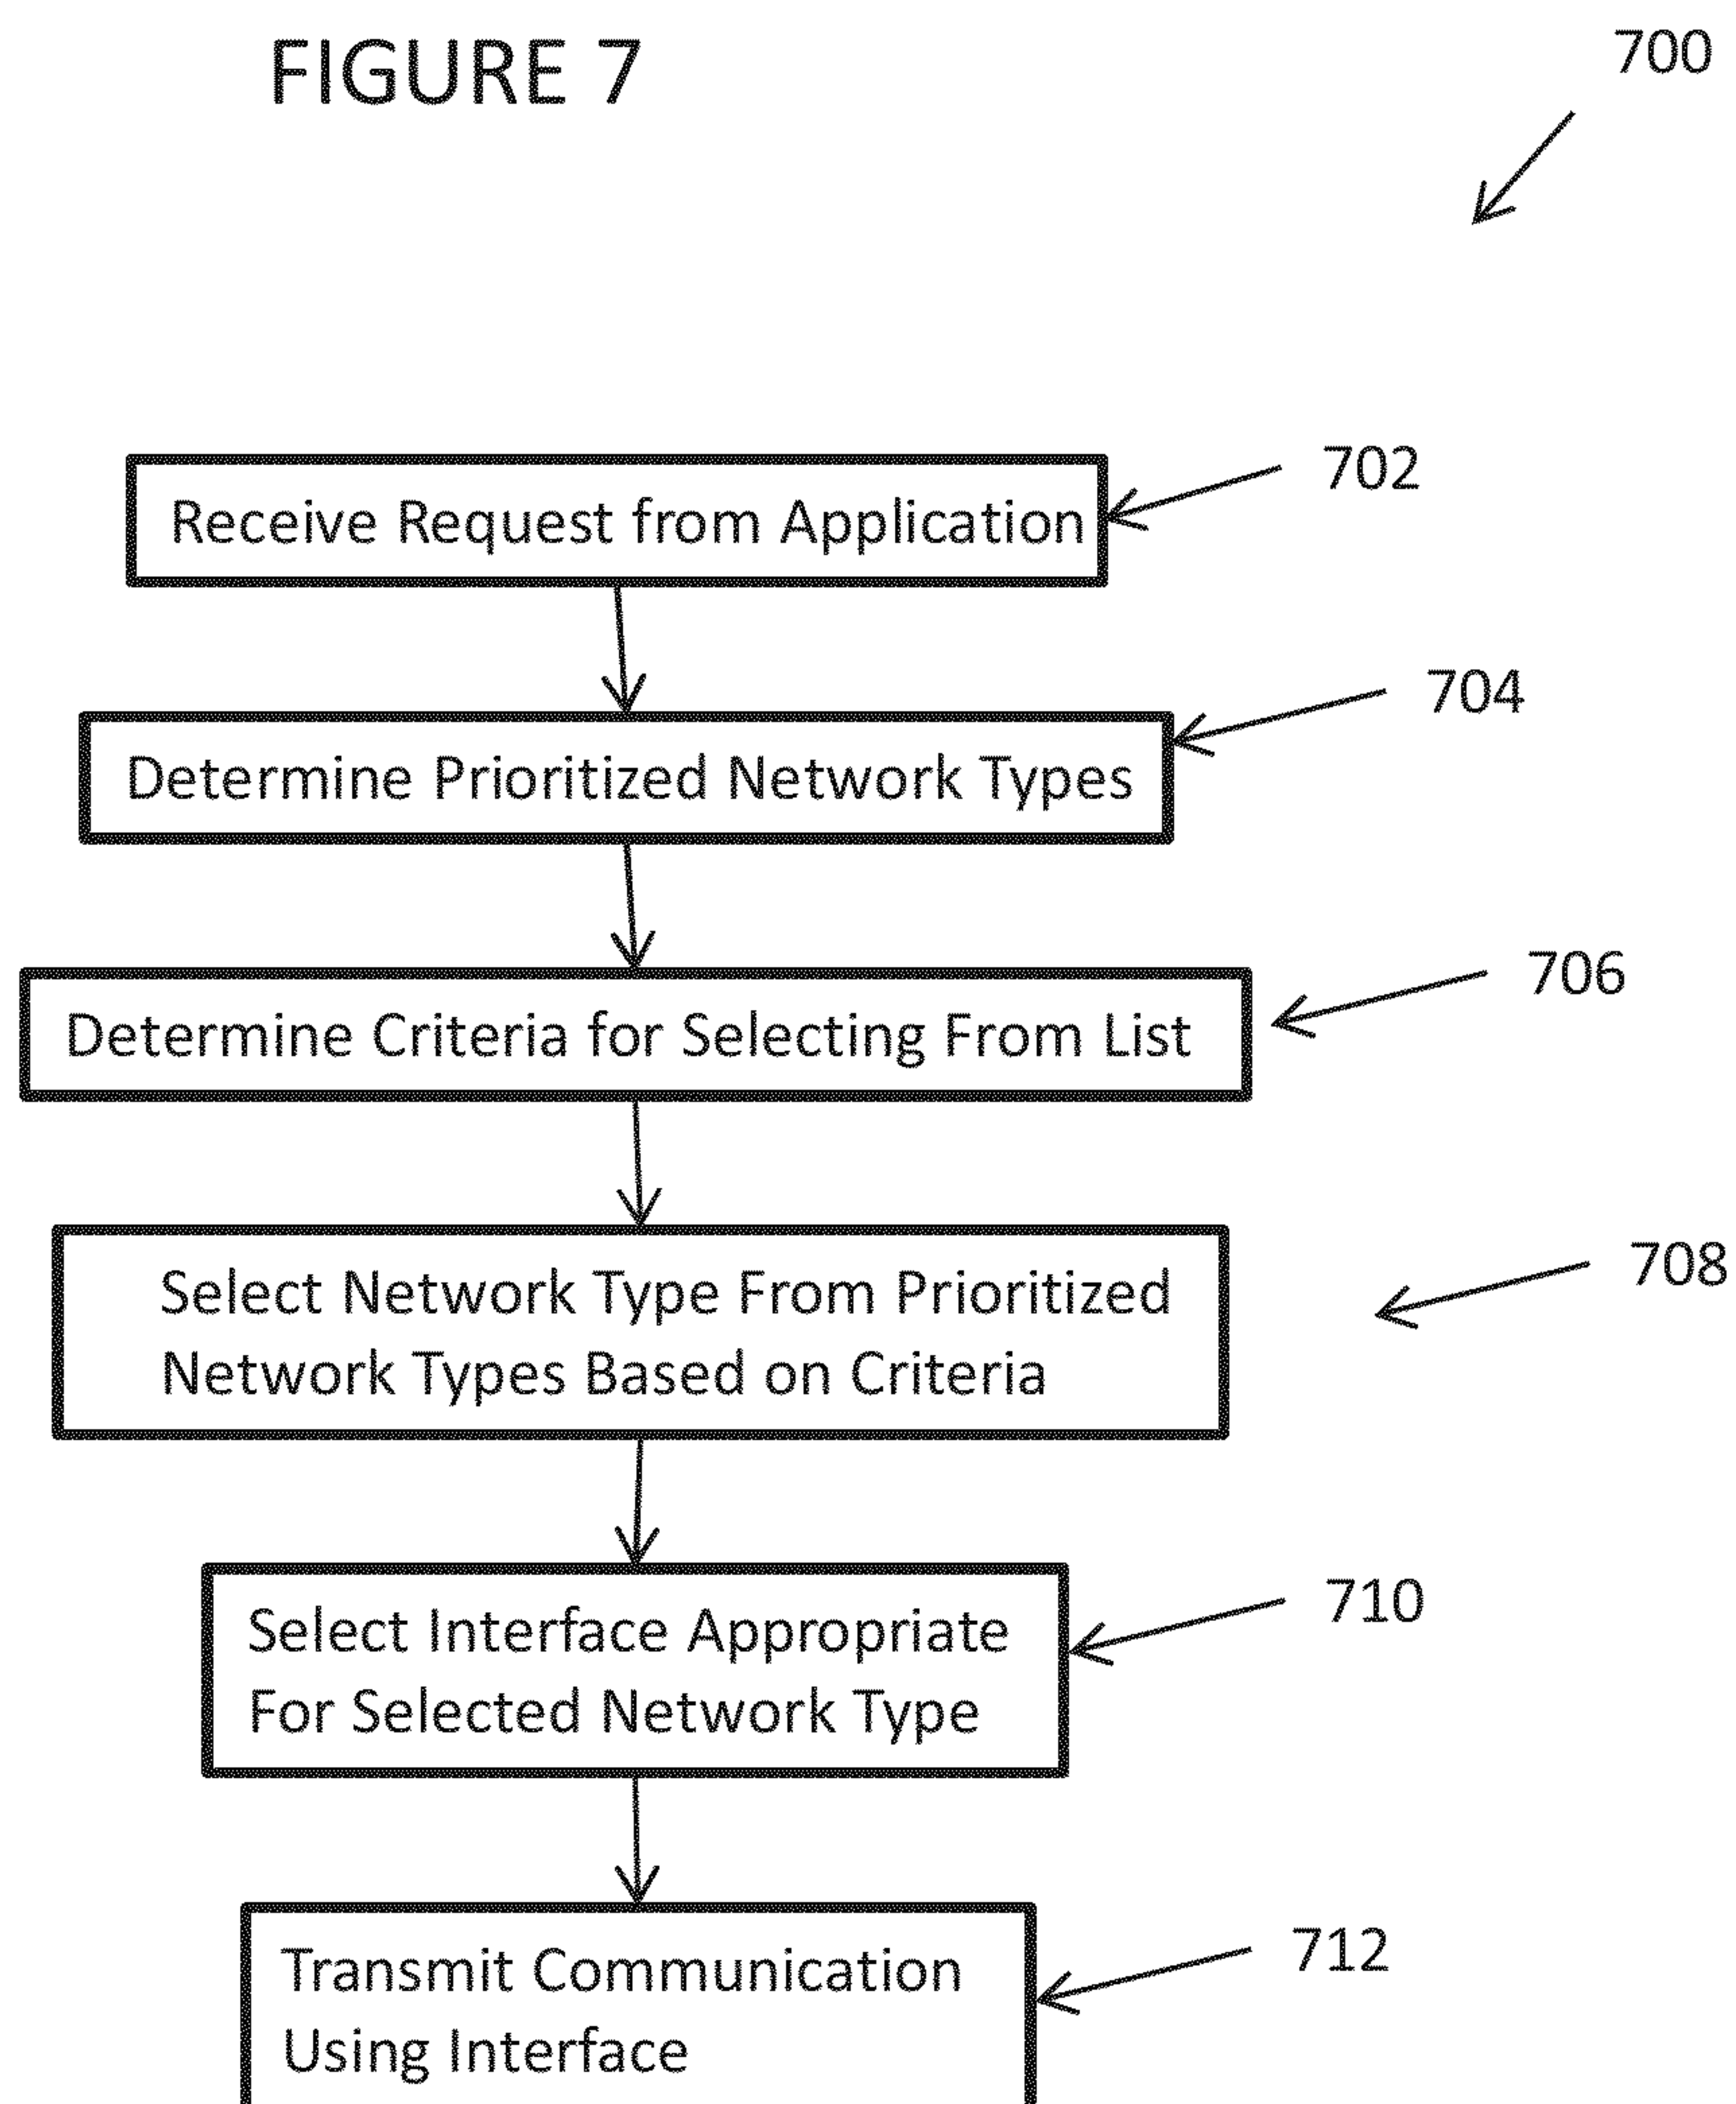 FIGURE 7
700
Receive Request from Application
702
Determine Prioritized Network Types
704
Determine Criteria for Selecting From List
706
Select Network Type From Prioritized
Network Types Based on Criteria
708
Select Interface Appropriate
For Selected Network Type
710
Transmit Communication
Using Interface
712